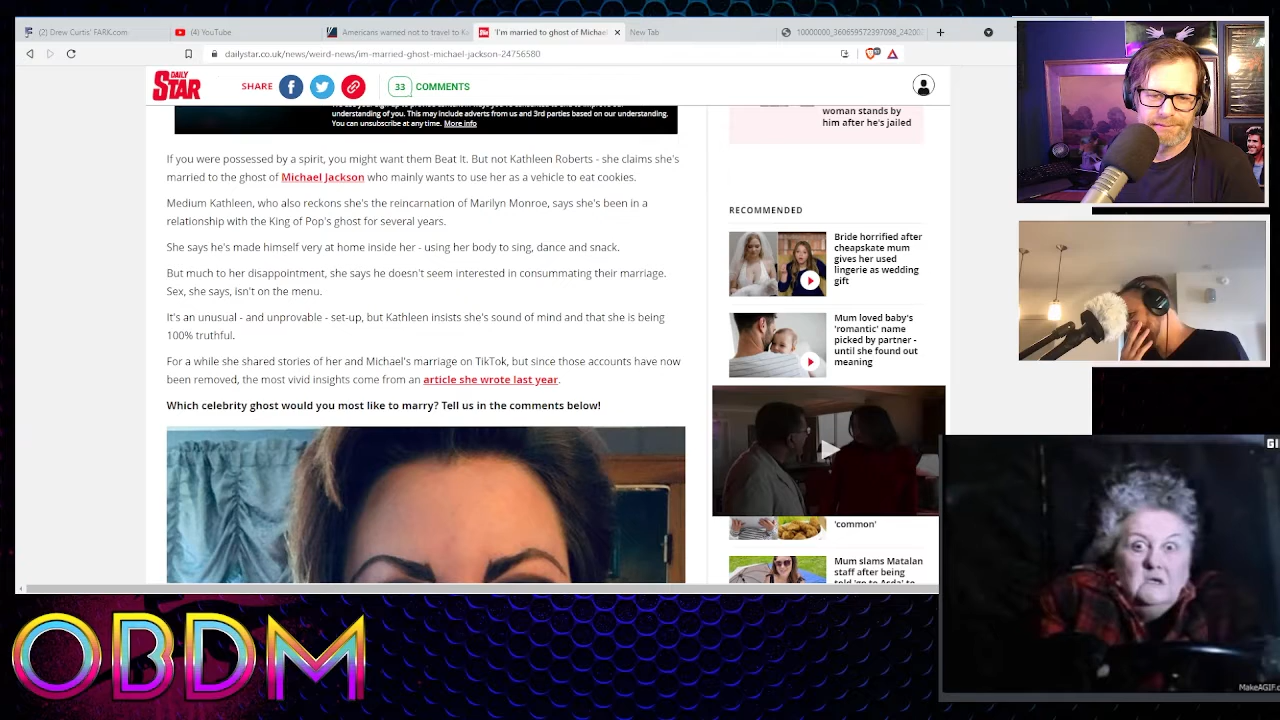 (2) Drew Curtis' FARK.com
(4) YouTube
Americans warned not to travel to K
'I'm married to ghost of Michael
New Tab
10000000_360659572397098_24200
dailystar.co.uk/news/weird-news/im-married-ghost-michael-jackson-24756580
DAILY
STAR
SHARE
33
COMMENTS
understanding of you. This may include adverts from us and 3rd parties based on our understanding.
You can unsubscribe at any time. More info
If you were possessed by a spirit, you might want them Beat It. But not Kathleen Roberts - she claims she's
married to the ghost of Michael Jackson who mainly wants to use her as a vehicle to eat cookies.
Medium Kathleen, who also reckons she's the reincarnation of Marilyn Monroe, says she's been in a
relationship with the King of Pop's ghost for several years.
She says he's made himself very at home inside her - using her body to sing, dance and snack.
But much to her disappointment, she says he doesn't seem interested in consummating their marriage.
Sex, she says, isn't on the menu.
It's an unusual - and unprovable - set-up, but Kathleen insists she's sound of mind and that she is being
100% truthful.
For a while she shared stories of her and Michael's marriage on TikTok, but since those accounts have now
been removed, the most vivid insights come from an article she wrote last year.
Which celebrity ghost would you most like to marry? Tell us in the comments below!
woman stands by
him after he's jailed
RECOMMENDED
Bride horrified after
cheapskate mum
gives her used
lingerie as wedding
gift
Mum loved baby's
'romantic' name
picked by partner -
until she found out
meaning
'common'
Mum slams Matalan
staff after being
told 'go to Asda' to
GI
MakeAGIF.c
OBDM